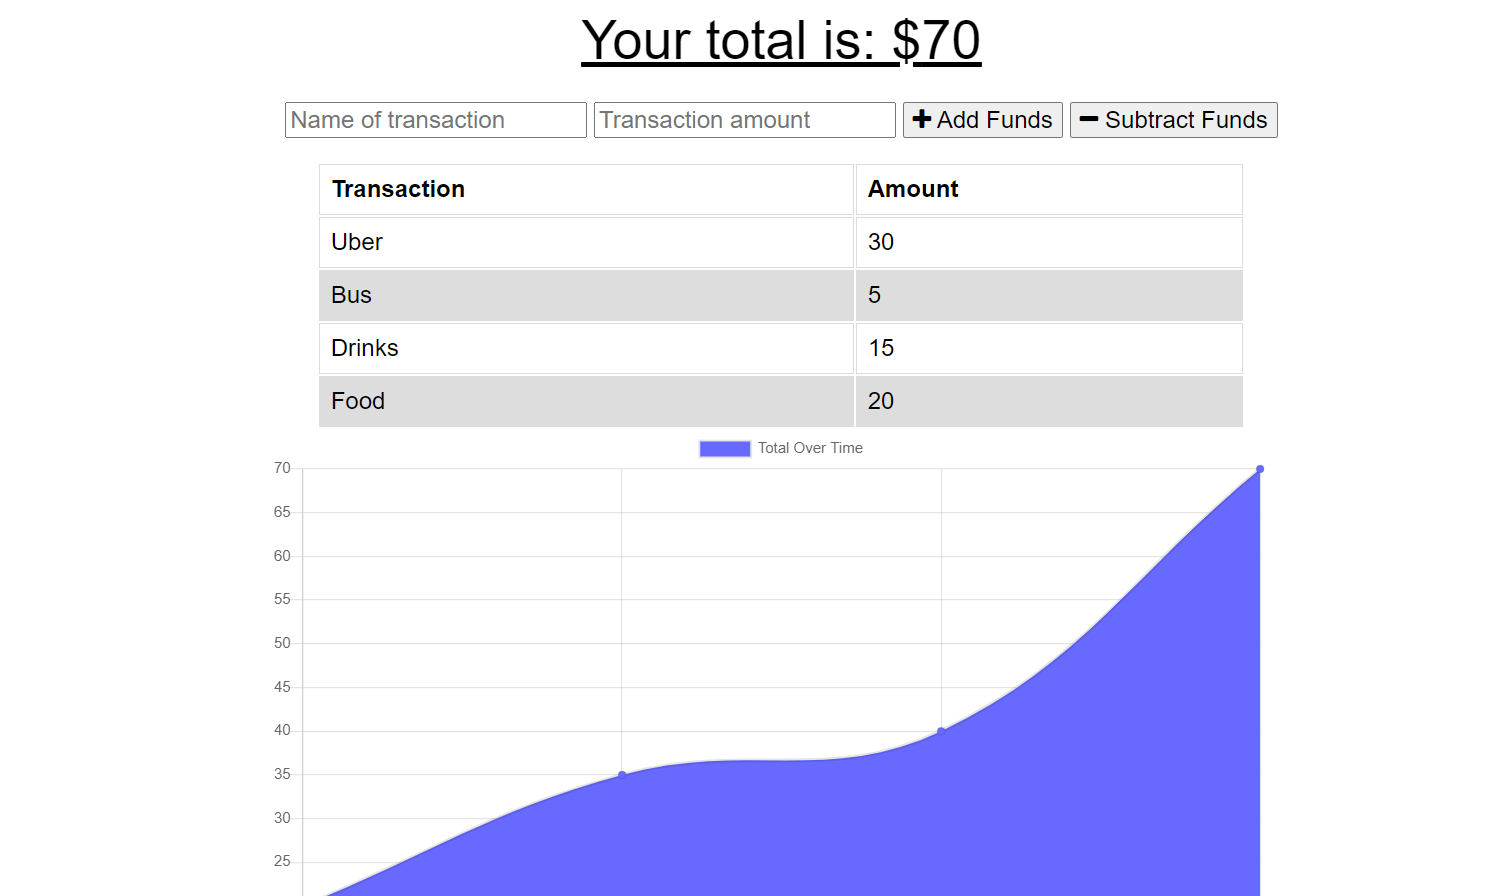 Your total is: $70
Name of transaction Transaction amount Add Funds Subtract Funds
Transaction Amount
Uber 30
Bus 5
Drinks 15
Food 20
Total Over Time
70
65
60
55
50
45
40
35
30
25